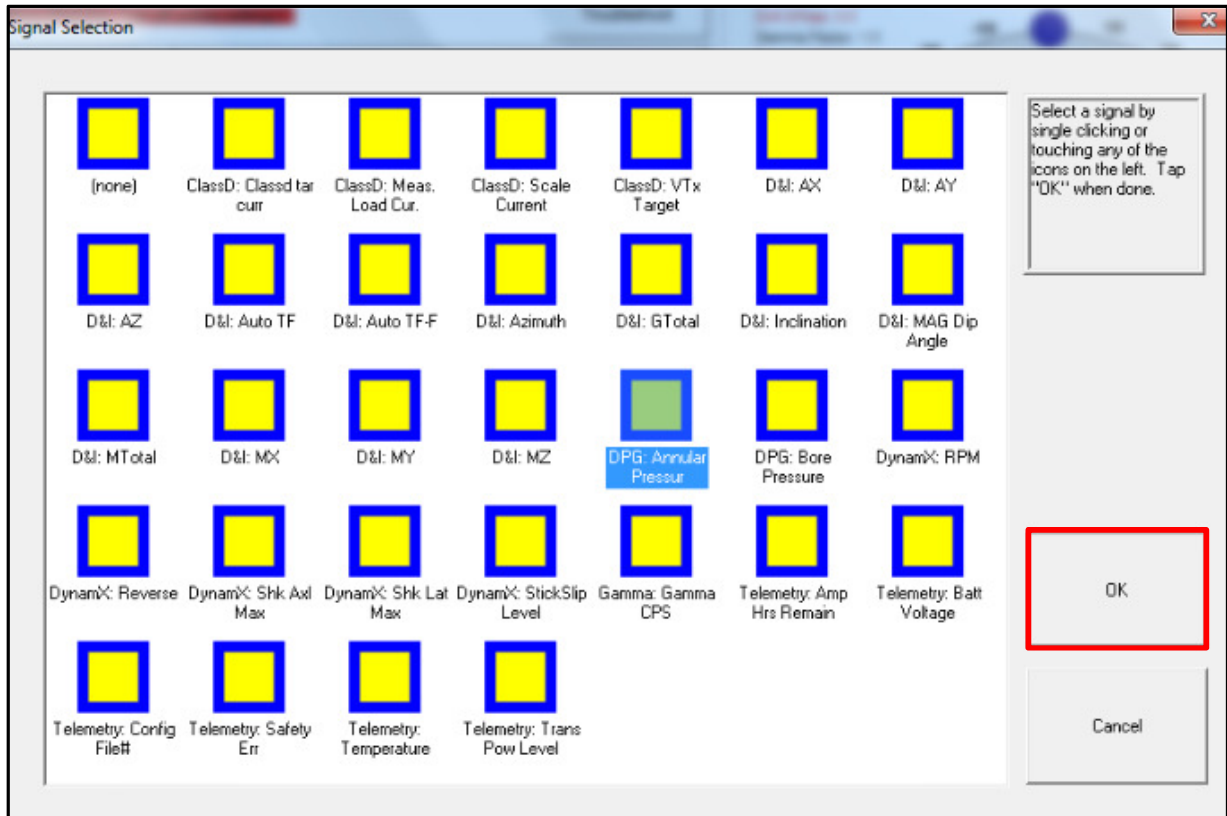 Signal Selection
(none)
ClassD: Classd tar
curr
ClassD: Meas.
Load Cur.
ClassD: Scale
Current
ClassD: VTx
Target
D&I: AX
D&I: AY
Select a signal by
single clicking or
touching any of the
icons on the left. Tap
"OK" when done.
D&I: AZ
D&I: Auto TF
D&I: Auto TF-F
D&I: Azimuth
D&I: GTotal
D&I: Inclination
D&I: MAG Dip
Angle
D&I: MTotal
D&I: MX
D&I: MY
D&I: MZ
DPG: Annular
Pressur
DPG: Bore
Pressure
DynamX: RPM
DynamX: Reverse
DynamX: Shk Axl
Max
DynamX: Shk Lat
Max
DynamX: StickSlip
Level
Gamma: Gamma
CPS
Telemetry: Amp
Hrs Remain
Telemetry: Batt
Voltage
OK
Telemetry: Config
File#
Telemetry: Safety
Err
Telemetry:
Temperature
Telemetry: Trans
Pow Level
Cancel